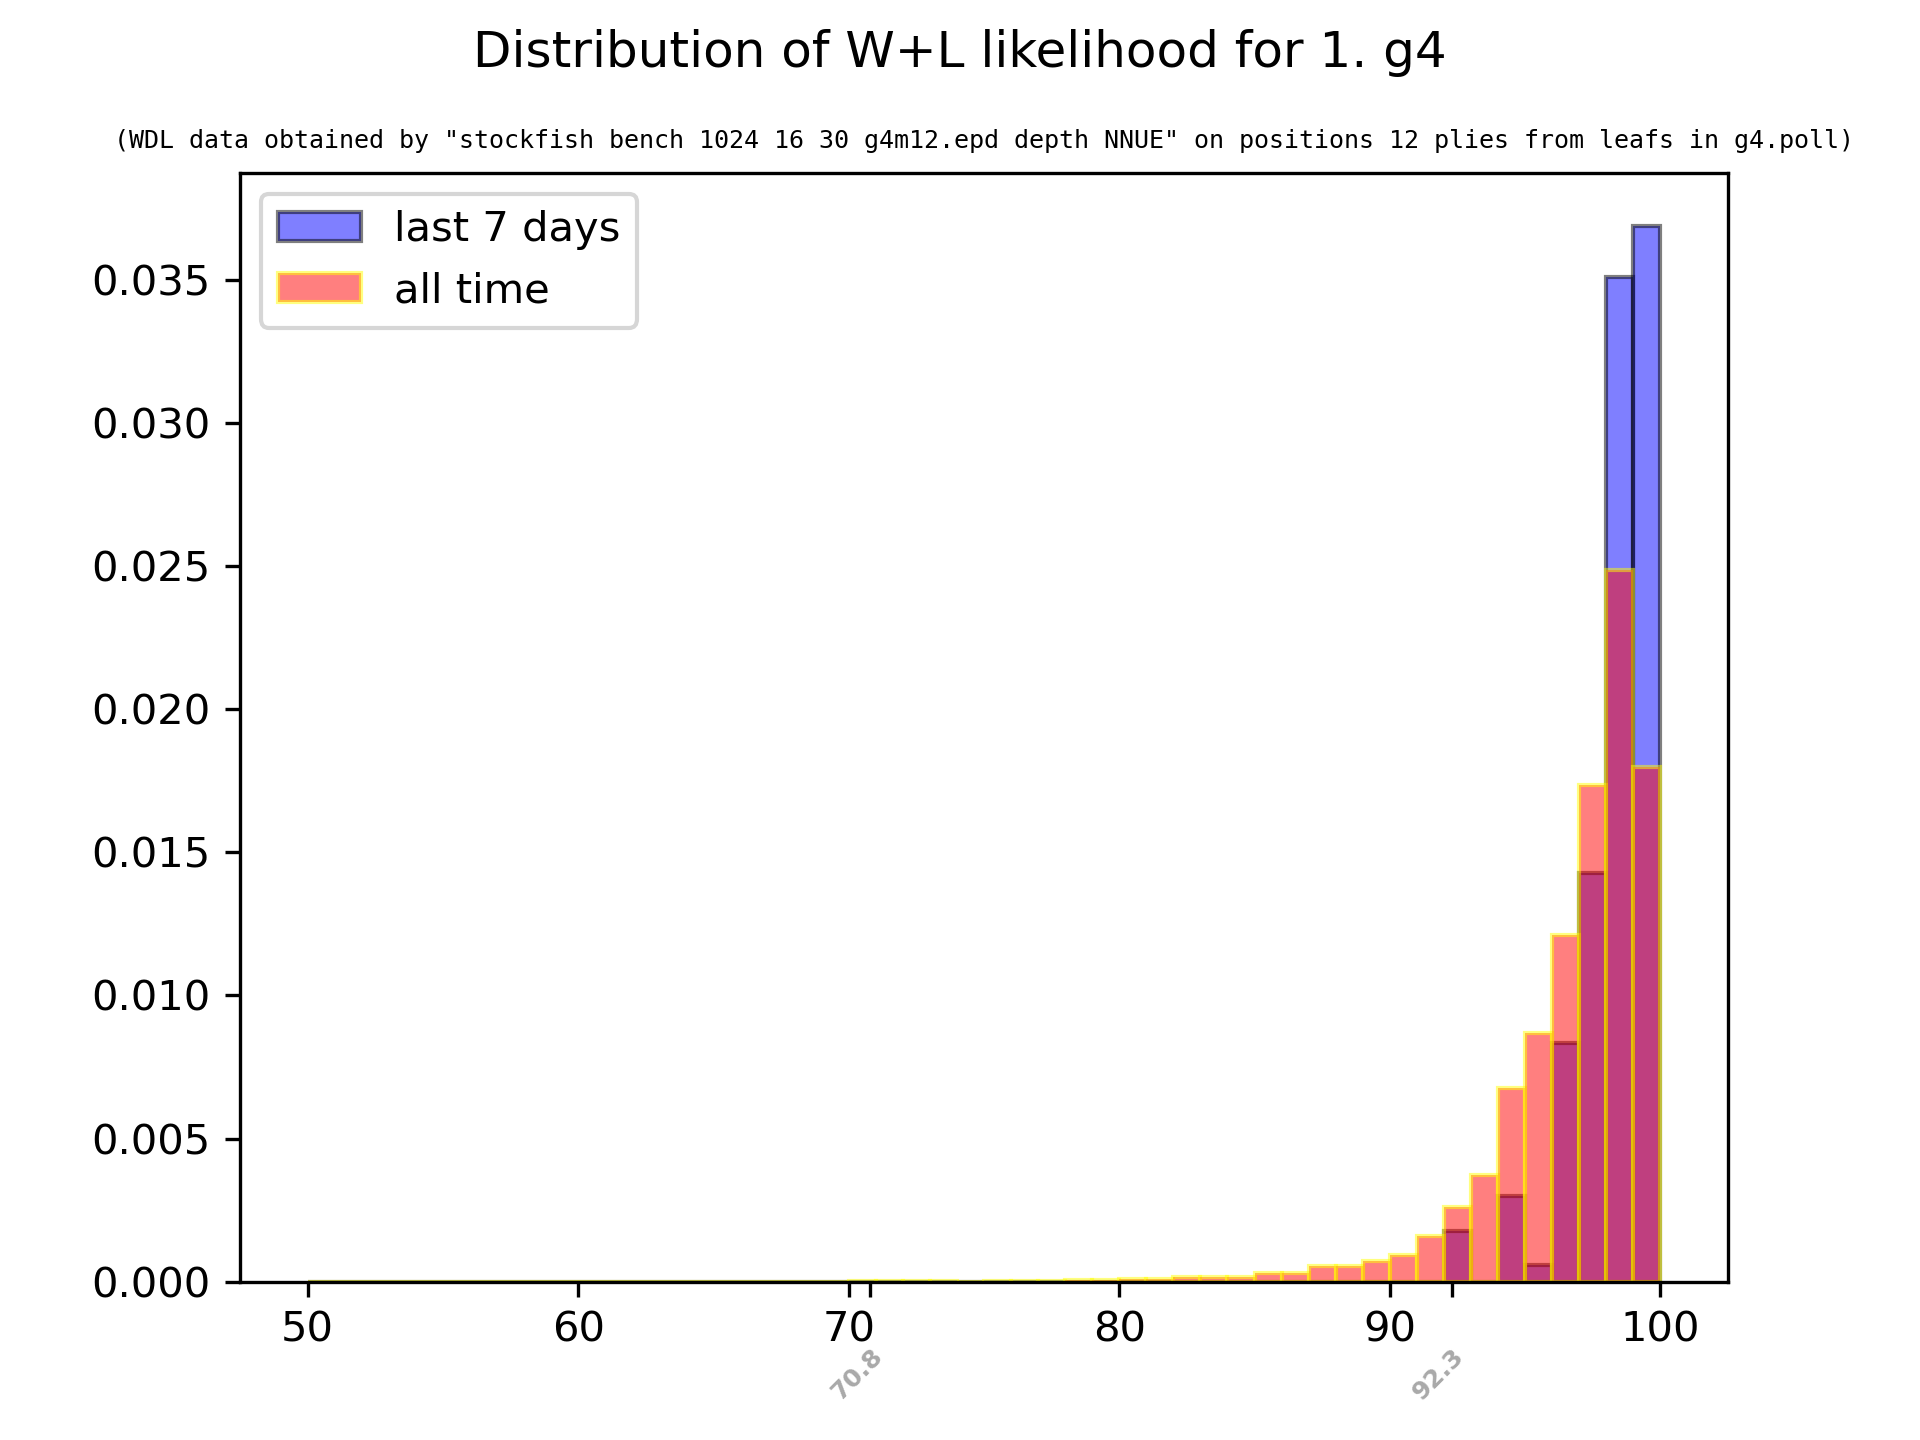 Distribution of W+L likelihood for 1. g4
(WDL data obtained by "stockfish bench 1024 16 30 g4m12.epd depth NNUE" on positions 12 plies from leafs in g4.poll)
last 7 days
all time
0.035
0.030
0.025
0.020
0.015
0.010
0.005
0.000
50 60 70 80 90 100
70.8 92.3